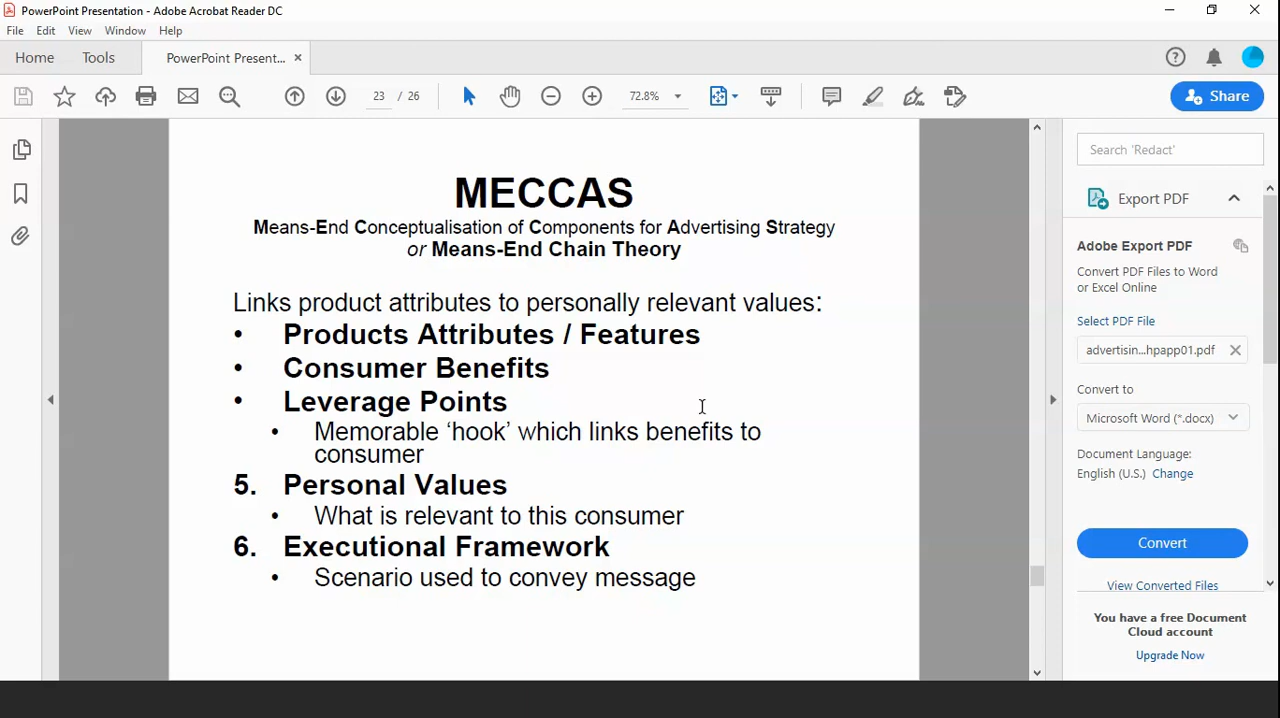 PowerPoint Presentation - Adobe Acrobat Reader DC
File Edit View Window Help
Home Tools PowerPoint Present... ×
23 / 26 72.8% Share
MECCAS
Means-End Conceptualisation of Components for Advertising Strategy
or Means-End Chain Theory
Links product attributes to personally relevant values:
• Products Attributes / Features
• Consumer Benefits
• Leverage Points
• Memorable ‘hook’ which links benefits to
consumer
5. Personal Values
• What is relevant to this consumer
6. Executional Framework
• Scenario used to convey message
Search 'Redact'
Export PDF
Adobe Export PDF
Convert PDF Files to Word
or Excel Online
Select PDF File
advertisin...hpapp01.pdf
Convert to
Microsoft Word (*.docx)
Document Language:
English (U.S.) Change
Convert
View Converted Files
You have a free Document
Cloud account
Upgrade Now